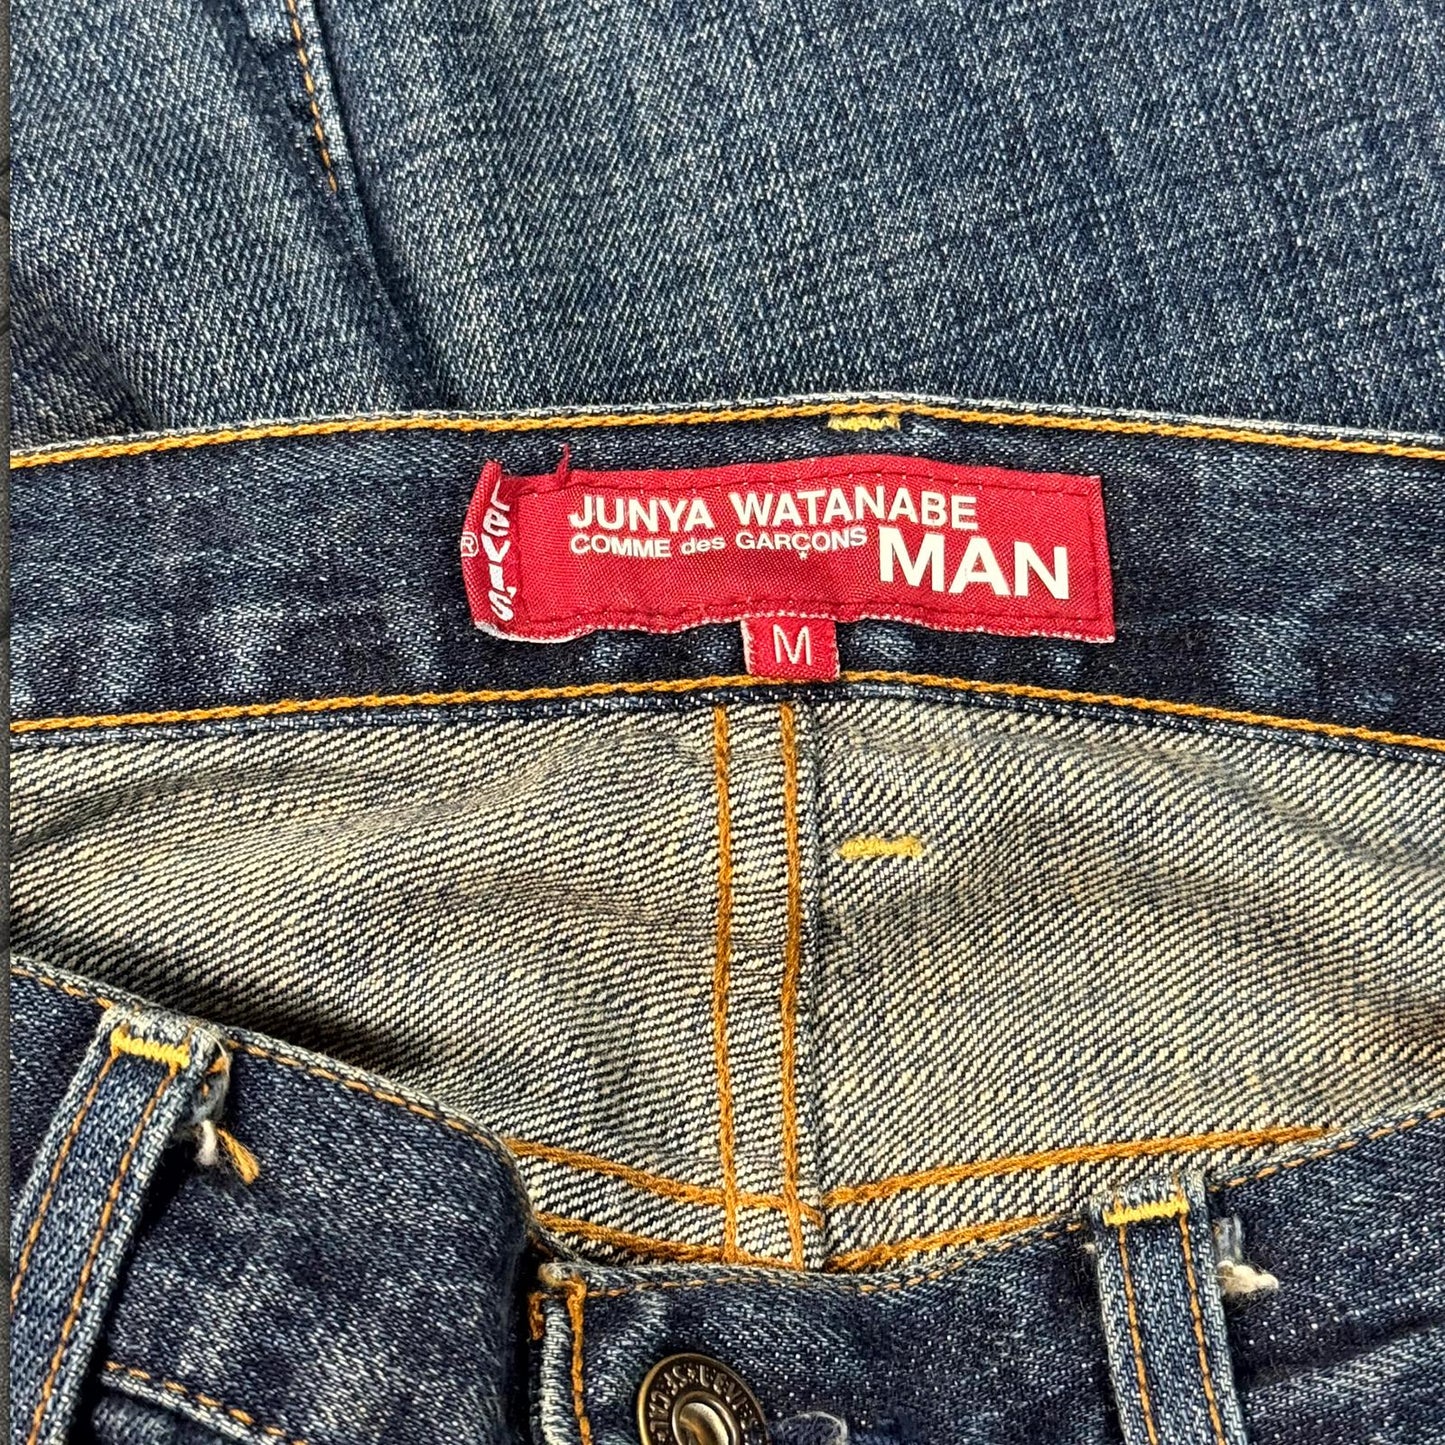 JUNYA WATANABE
COMME des GARÇONS
MAN
LEVI'S
®
M